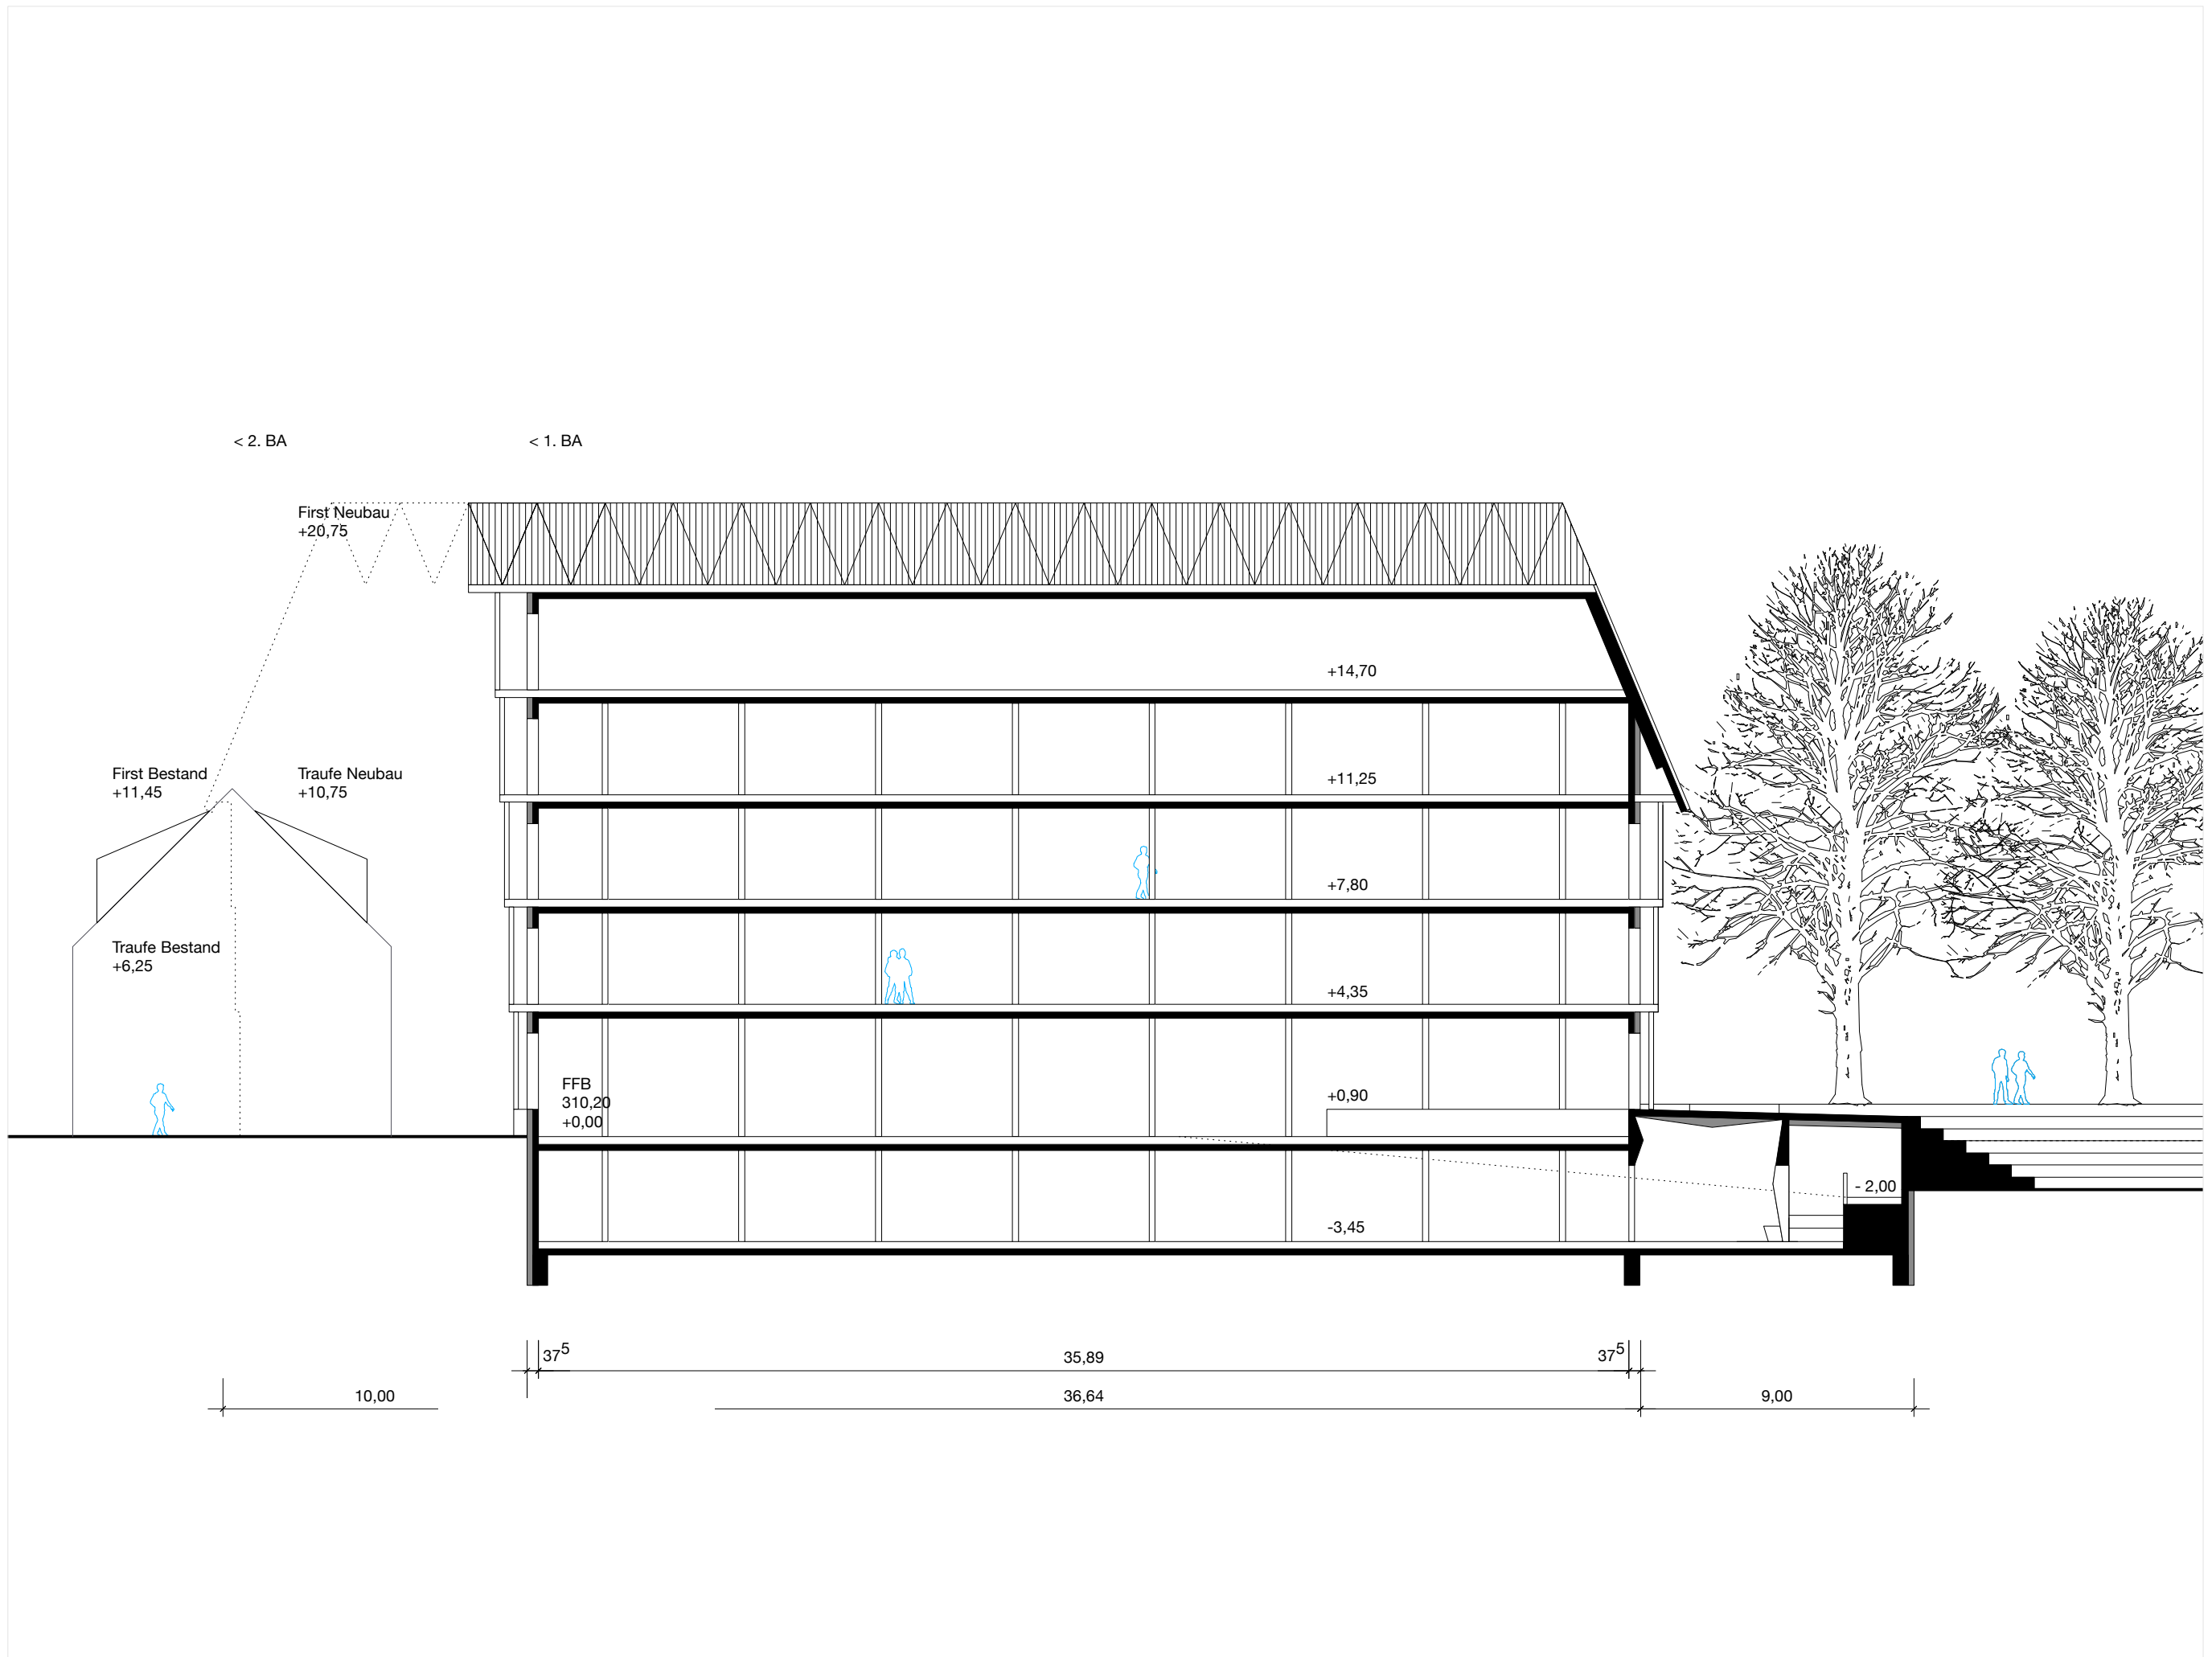 < 2. BA
< 1. BA
First Neubau
+20,75
+14,70
First Bestand
+11,45
Traufe Neubau
+10,75
+11,25
+7,80
Traufe Bestand
+6,25
+4,35
FFB
310,20
+0,00
+0,90
- 2,00
-3,45
37⁵
35,89
37⁵
10,00
36,64
9,00